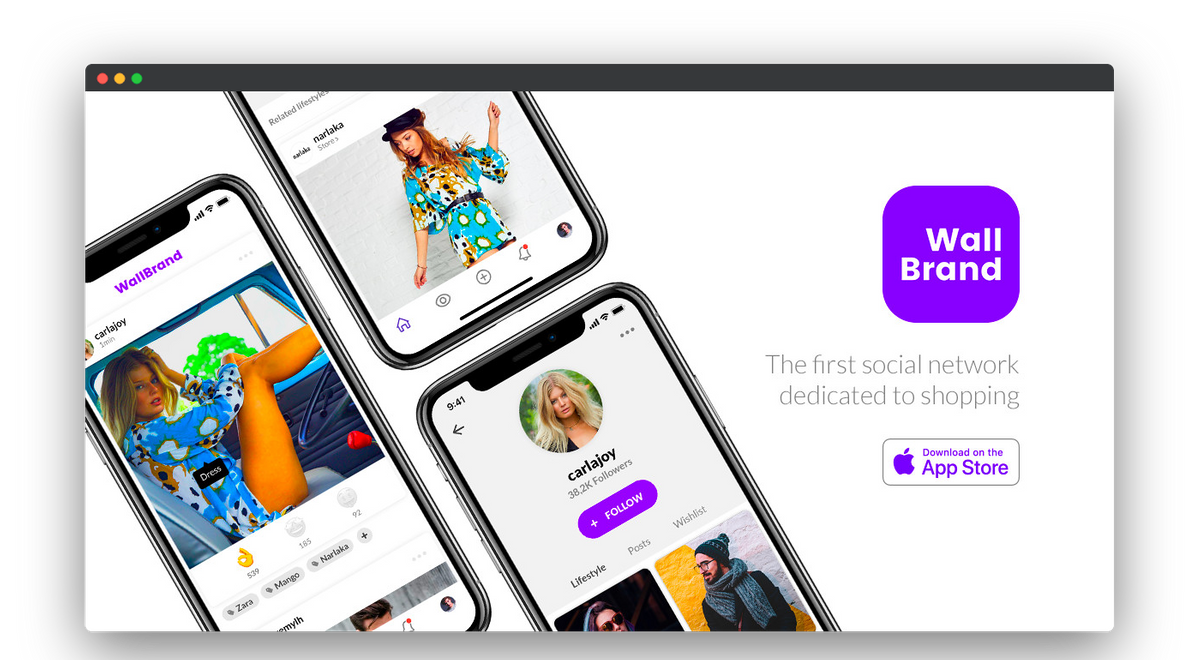 Related lifestyles
narlaka
narlaka
Store's
WallBrand
carlajoy
1min
Dress
539
185
92
Zara
Mango
Narlaka
+
9:41
carlajoy
38,2K Followers
+ FOLLOW
Lifestyle
Posts
Wishlist
Wall
Brand
The first social network
dedicated to shopping
Download on the
App Store